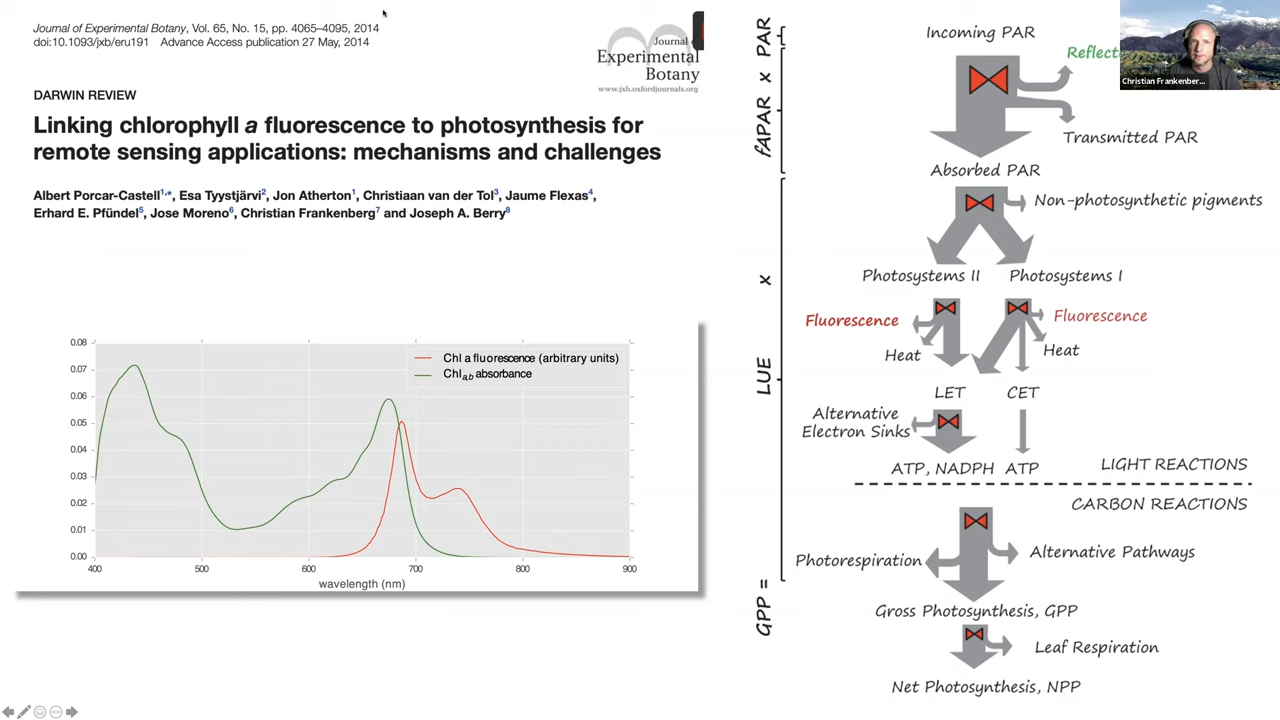 Journal of Experimental Botany, Vol. 65, No. 15, pp. 4065–4095, 2014
doi:10.1093/jxb/eru191 Advance Access publication 27 May, 2014
Journal
Experimental
Botany
www.jxb.oxfordjournals.org
DARWIN REVIEW
Linking chlorophyll a fluorescence to photosynthesis for
remote sensing applications: mechanisms and challenges
Albert Porcar-Castell1,*, Esa Tyystjärvi2, Jon Atherton1, Christiaan van der Tol3, Jaume Flexas4,
Erhard E. Pfündel5, Jose Moreno6, Christian Frankenberg7 and Joseph A. Berry8
Chl a fluorescence (arbitrary units)
Chl a,b absorbance
0.08
0.07
0.06
0.05
0.04
0.03
0.02
0.01
0.00
400 500 600 700 800 900
wavelength (nm)
GPP = LUE x fAPAR x PAR
Incoming PAR
Reflect
Transmitted PAR
Absorbed PAR
Non-photosynthetic pigments
Photosystems II Photosystems I
Fluorescence Fluorescence
Heat Heat
LET CET
Alternative
Electron Sinks
ATP, NADPH ATP
LIGHT REACTIONS
CARBON REACTIONS
Photorespiration Alternative Pathways
Gross Photosynthesis, GPP
Leaf Respiration
Net Photosynthesis, NPP
Christian Frankenber...